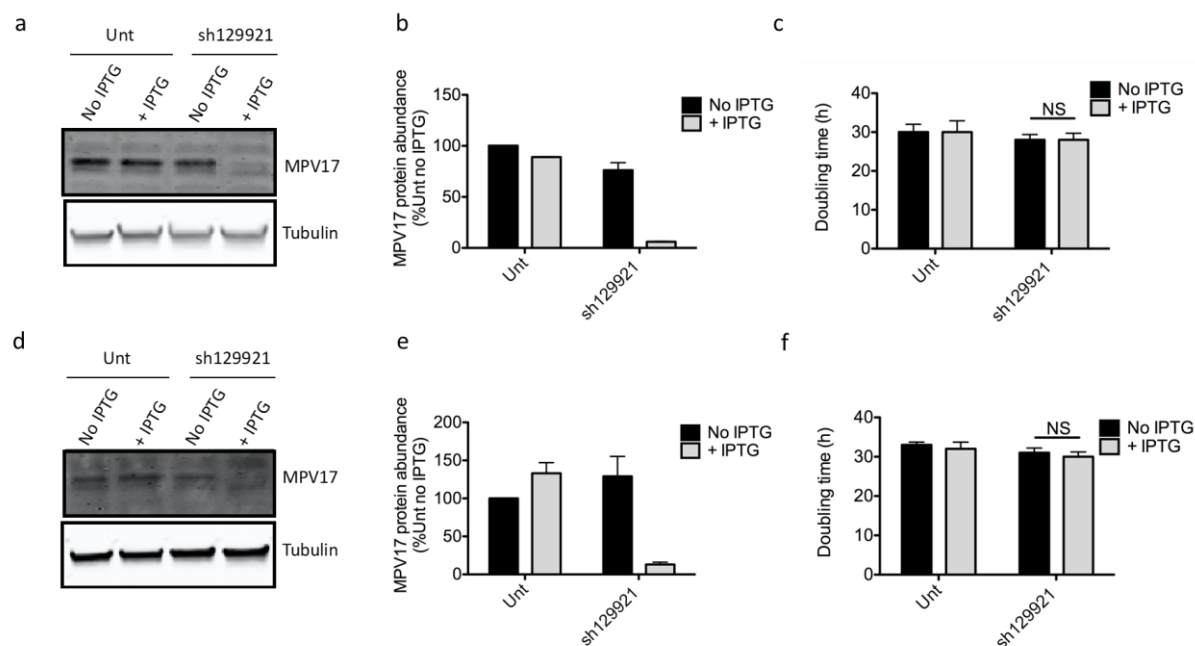 a
Unt
sh129921
No IPTG
+ IPTG
No IPTG
+ IPTG
MPV17
Tubulin
b
MPV17 protein abundance
(%Unt no IPTG)
150
100
50
0
No IPTG
+ IPTG
Unt
sh129921
c
Doubling time (h)
40
30
20
10
0
NS
No IPTG
+ IPTG
Unt
sh129921
d
Unt
sh129921
No IPTG
+ IPTG
No IPTG
+ IPTG
MPV17
Tubulin
e
MPV17 protein abundance
(%Unt no IPTG)
200
150
100
50
0
No IPTG
+ IPTG
Unt
sh129921
f
Doubling time (h)
40
30
20
10
0
NS
No IPTG
+ IPTG
Unt
sh129921